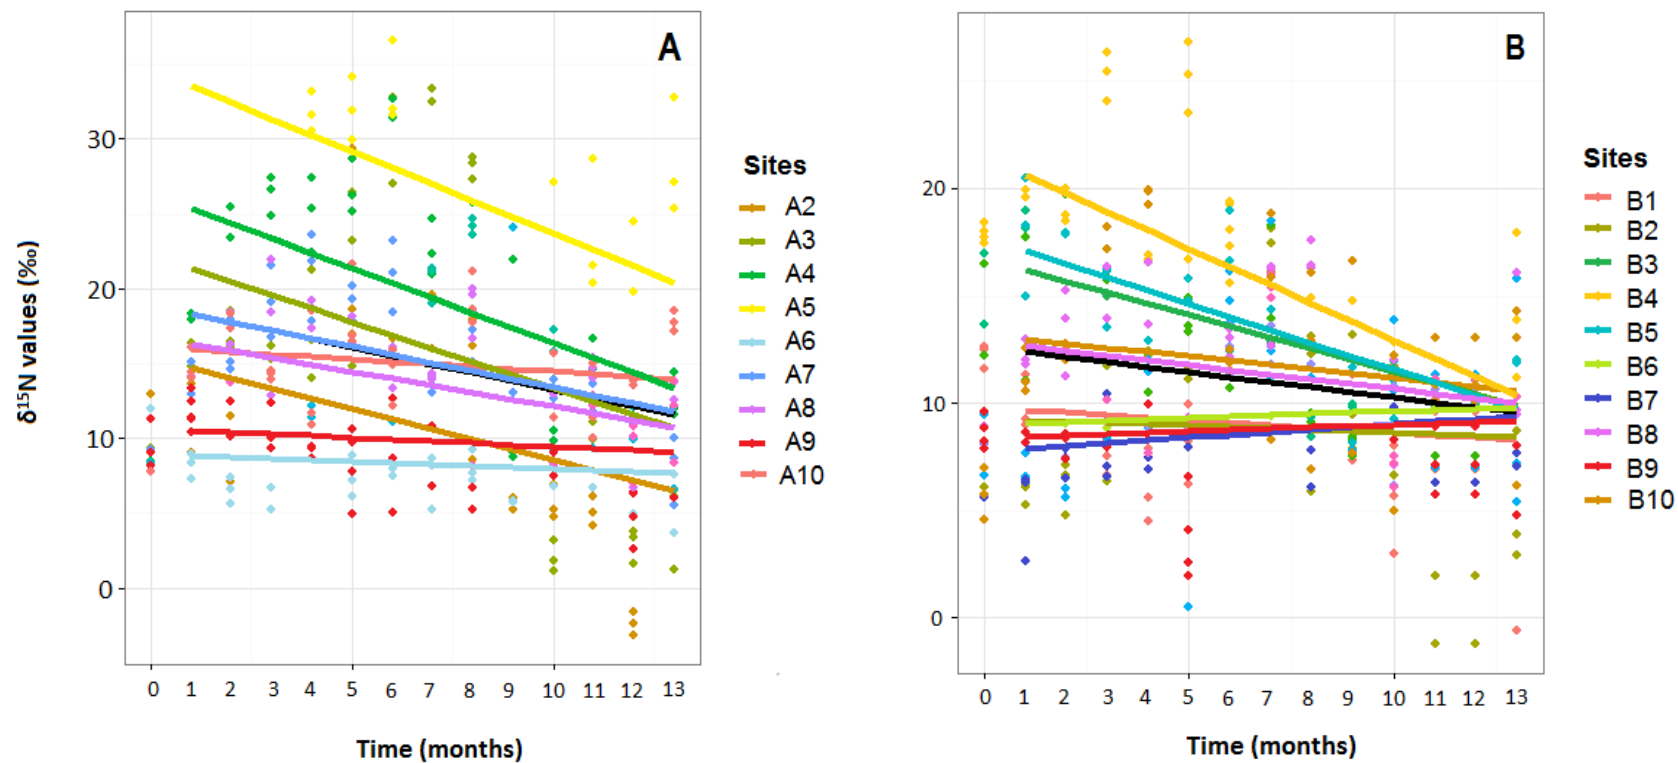 A
δ¹⁵N values (‰)
30
20
10
0
0 1 2 3 4 5 6 7 8 9 10 11 12 13
Time (months)
Sites
A2
A3
A4
A5
A6
A7
A8
A9
A10
B
20
10
0
0 1 2 3 4 5 6 7 8 9 10 11 12 13
Time (months)
Sites
B1
B2
B3
B4
B5
B6
B7
B8
B9
B10